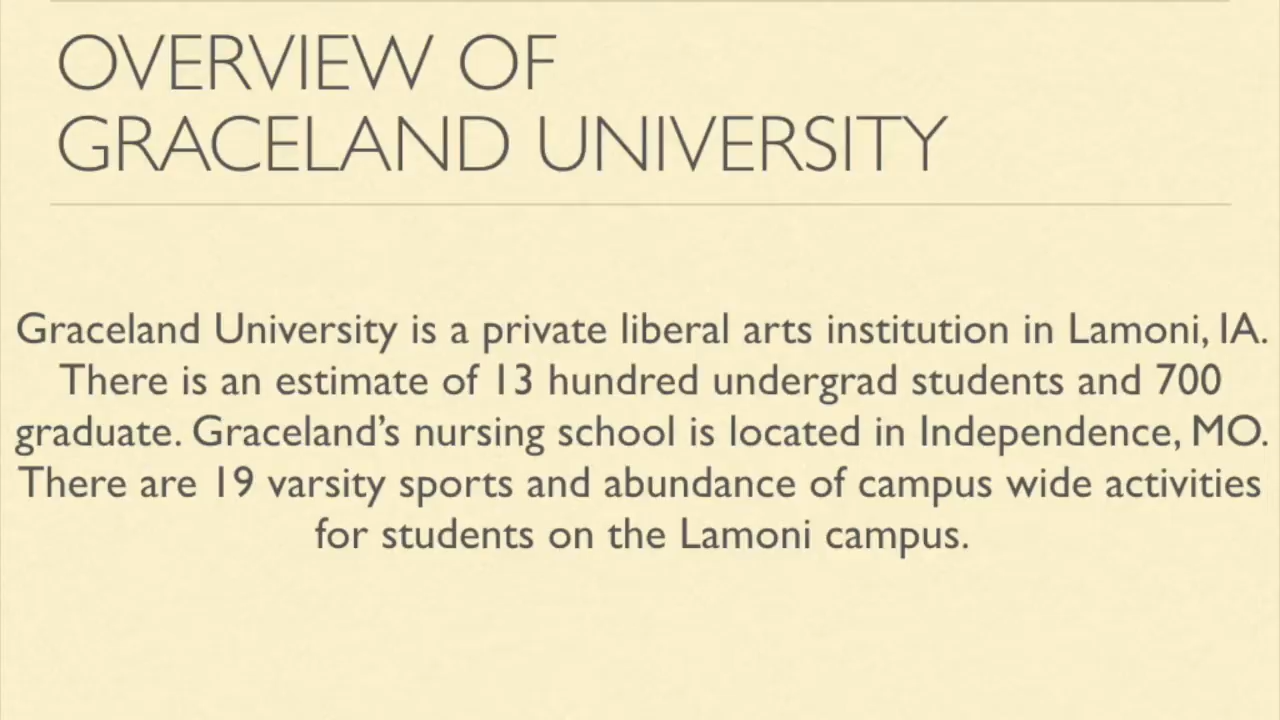 OVERVIEW OF
GRACELAND UNIVERSITY
Graceland University is a private liberal arts institution in Lamoni, IA.
There is an estimate of 13 hundred undergrad students and 700
graduate. Graceland’s nursing school is located in Independence, MO.
There are 19 varsity sports and abundance of campus wide activities
for students on the Lamoni campus.